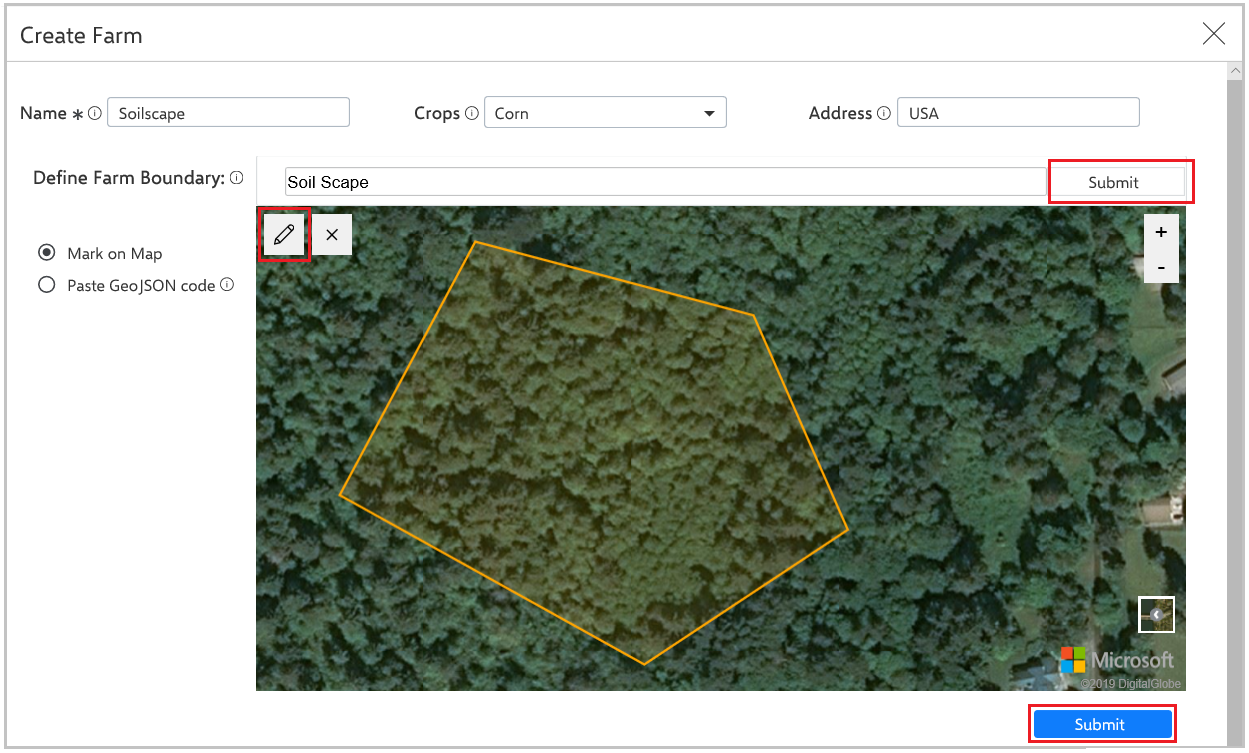 Create Farm
Name * Soilscape Crops Corn Address USA
Define Farm Boundary: Soil Scape Submit
Mark on Map
Paste GeoJSON code
+
-
Microsoft
©2019 DigitalGlobe
Submit